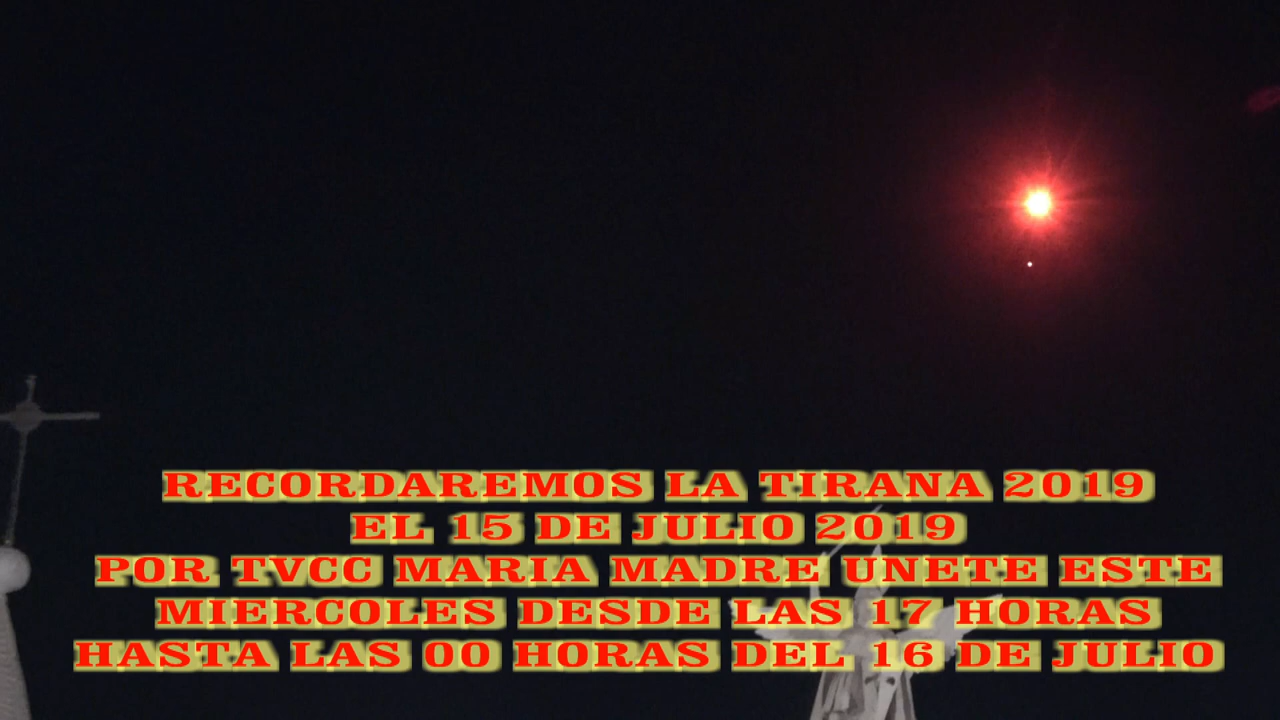 RECORDAREMOS LA TIRANA 2019
EL 15 DE JULIO 2019
POR TVCC MARIA MADRE UNETE ESTE
MIERCOLES DESDE LAS 17 HORAS
HASTA LAS 00 HORAS DEL 16 DE JULIO